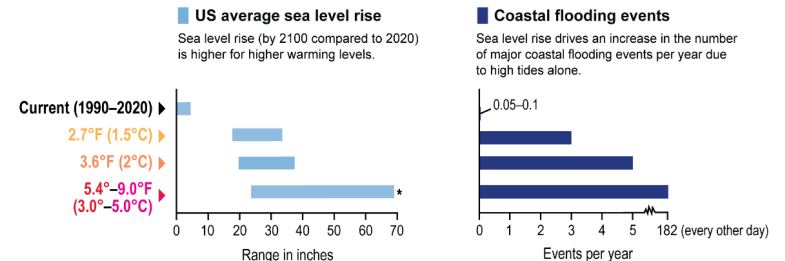 US average sea level rise
Sea level rise (by 2100 compared to 2020)
is higher for higher warming levels.
Current (1990–2020)
2.7°F (1.5°C)
3.6°F (2°C)
5.4°–9.0°F
(3.0°–5.0°C)
*
0 10 20 30 40 50 60 70
Range in inches
Coastal flooding events
Sea level rise drives an increase in the number
of major coastal flooding events per year due
to high tides alone.
0.05–0.1
0 1 2 3 4 5 182 (every other day)
Events per year